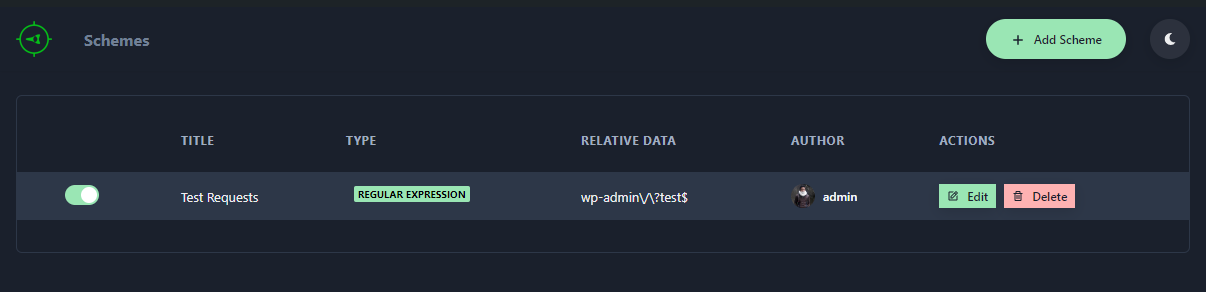 Schemes
+ Add Scheme
TITLE TYPE RELATIVE DATA AUTHOR ACTIONS
Test Requests REGULAR EXPRESSION wp-admin\/\?test$ admin Edit Delete